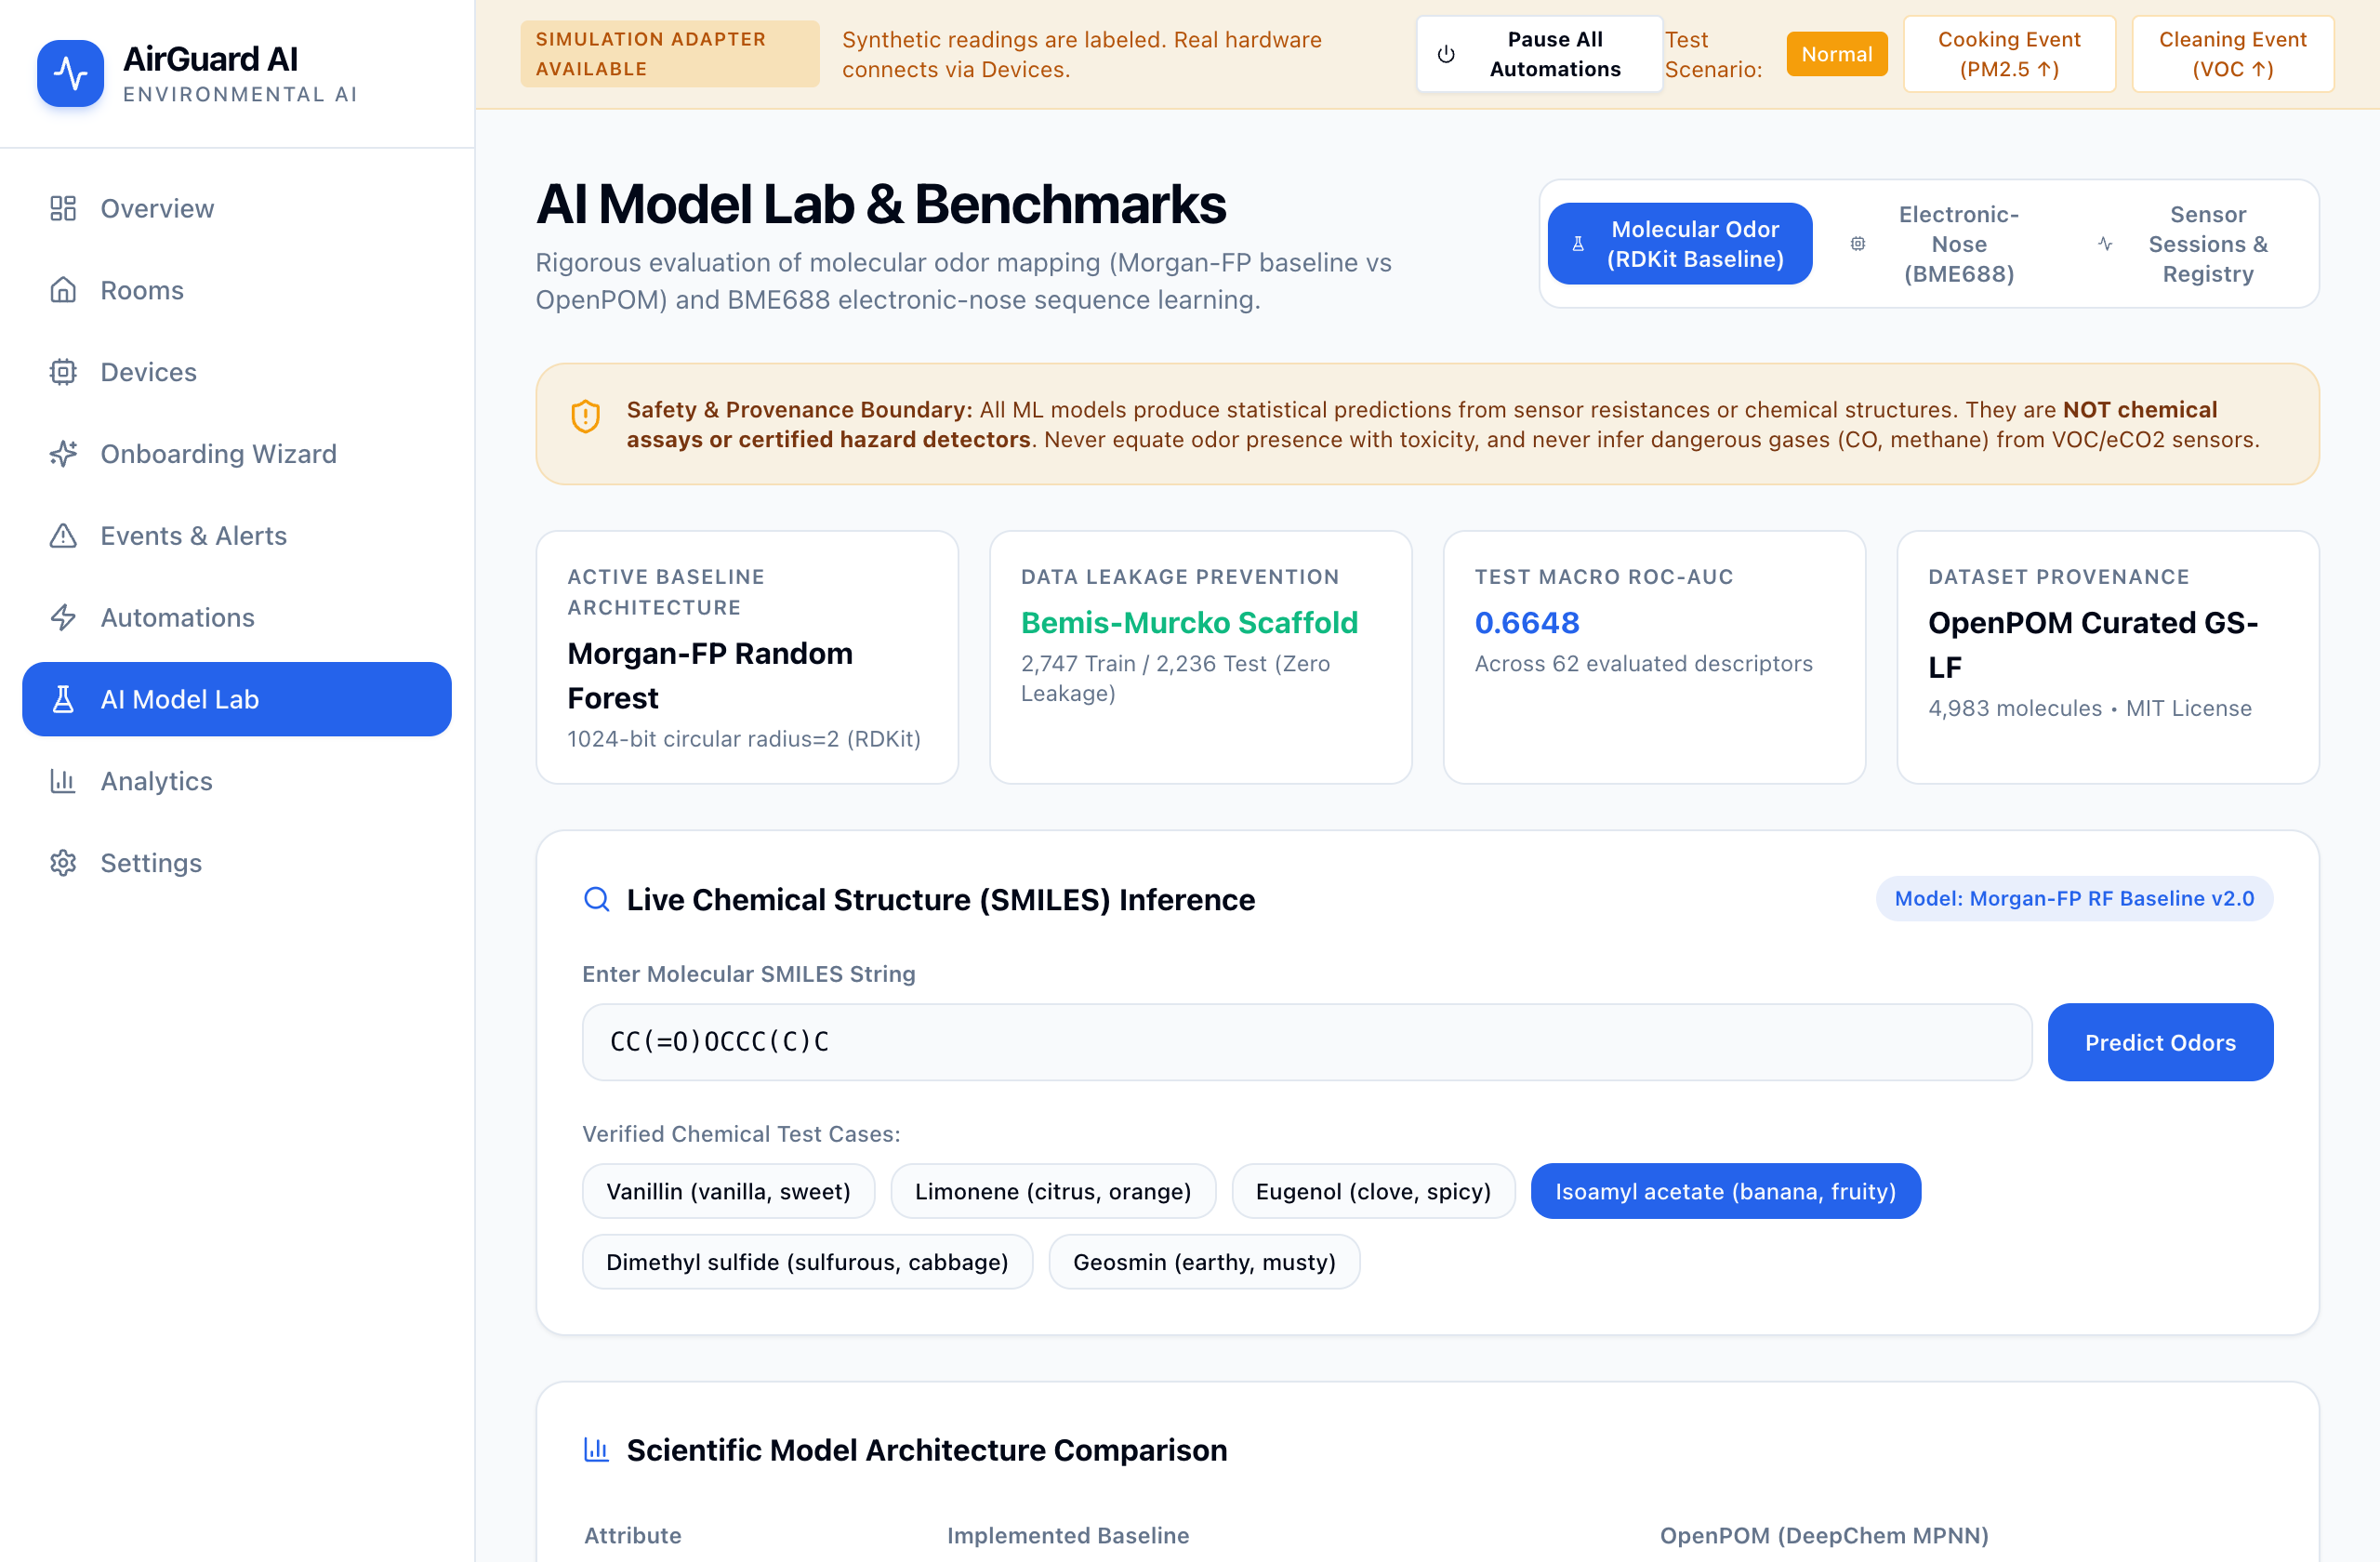 AirGuard AI
ENVIRONMENTAL AI
Overview
Rooms
Devices
Onboarding Wizard
Events & Alerts
Automations
AI Model Lab
Analytics
Settings
SIMULATION ADAPTER
AVAILABLE
Synthetic readings are labeled. Real hardware
connects via Devices.
Pause All
Automations
Test
Scenario:
Normal
Cooking Event
(PM2.5 ↑)
Cleaning Event
(VOC ↑)
AI Model Lab & Benchmarks
Rigorous evaluation of molecular odor mapping (Morgan-FP baseline vs
OpenPOM) and BME688 electronic-nose sequence learning.
Molecular Odor
(RDKit Baseline)
Electronic-
Nose
(BME688)
Sensor
Sessions &
Registry
Safety & Provenance Boundary: All ML models produce statistical predictions from sensor resistances or chemical structures. They are NOT chemical
assays or certified hazard detectors. Never equate odor presence with toxicity, and never infer dangerous gases (CO, methane) from VOC/eCO2 sensors.
ACTIVE BASELINE
ARCHITECTURE
Morgan-FP Random
Forest
1024-bit circular radius=2 (RDKit)
DATA LEAKAGE PREVENTION
Bemis-Murcko Scaffold
2,747 Train / 2,236 Test (Zero
Leakage)
TEST MACRO ROC-AUC
0.6648
Across 62 evaluated descriptors
DATASET PROVENANCE
OpenPOM Curated GS-
LF
4,983 molecules • MIT License
Live Chemical Structure (SMILES) Inference
Model: Morgan-FP RF Baseline v2.0
Enter Molecular SMILES String
CC(=O)OCCC(C)C
Predict Odors
Verified Chemical Test Cases:
Vanillin (vanilla, sweet)
Limonene (citrus, orange)
Eugenol (clove, spicy)
Isoamyl acetate (banana, fruity)
Dimethyl sulfide (sulfurous, cabbage)
Geosmin (earthy, musty)
Scientific Model Architecture Comparison
Attribute
Implemented Baseline
OpenPOM (DeepChem MPNN)